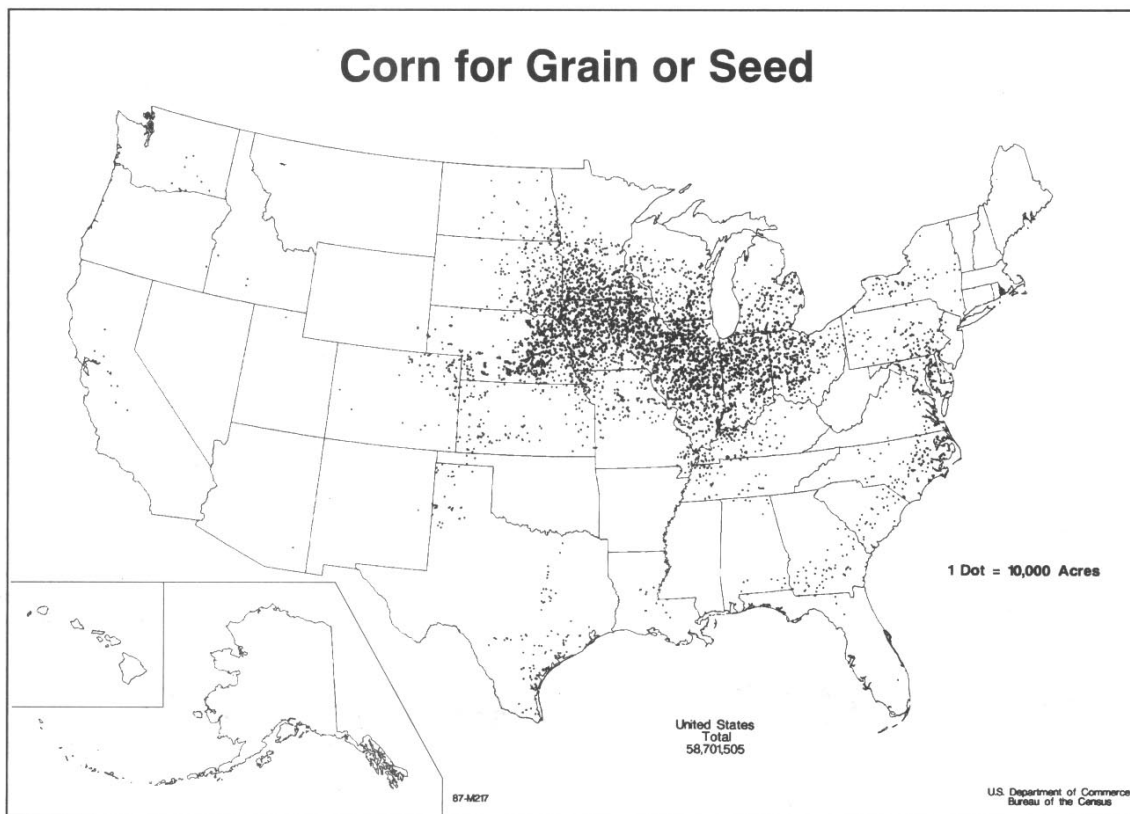 Corn for Grain or Seed
1 Dot = 10,000 Acres
United States
Total
58,701,505
87-M217
U.S. Department of Commerce
Bureau of the Census